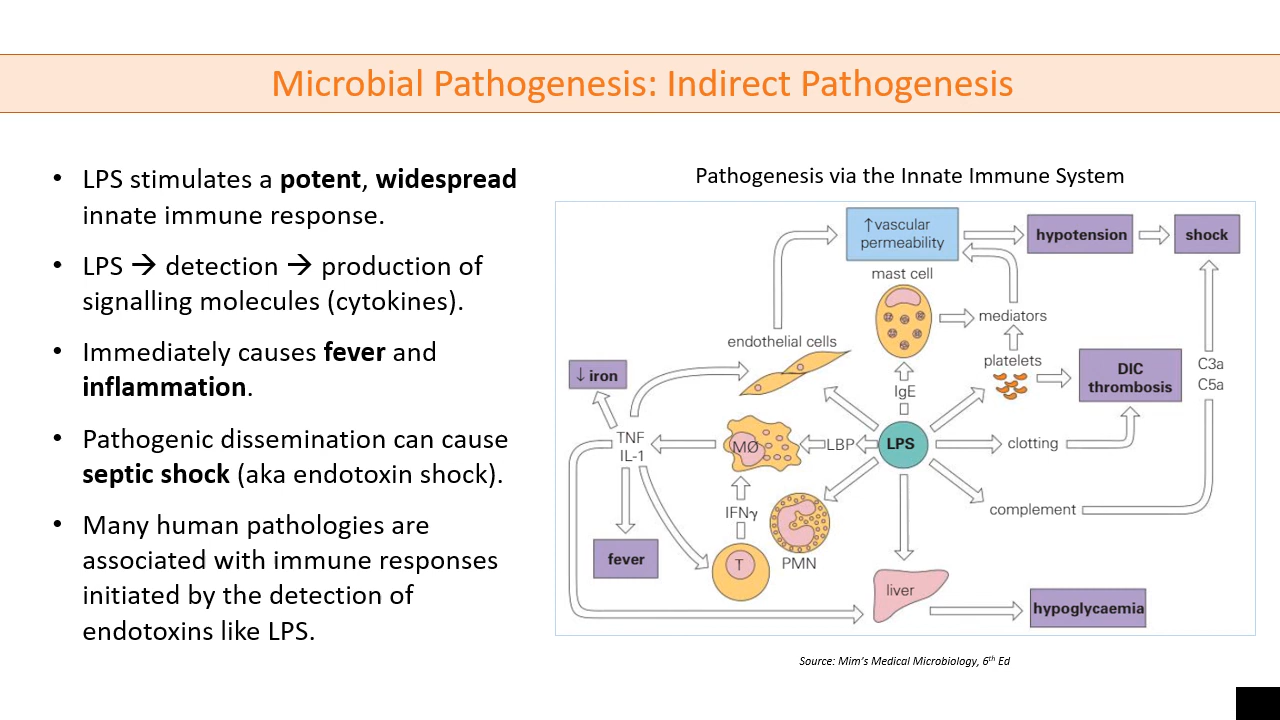 Microbial Pathogenesis: Indirect Pathogenesis
• LPS stimulates a potent, widespread
innate immune response.
• LPS → detection → production of
signalling molecules (cytokines).
• Immediately causes fever and
inflammation.
• Pathogenic dissemination can cause
septic shock (aka endotoxin shock).
• Many human pathologies are
associated with immune responses
initiated by the detection of
endotoxins like LPS.
Pathogenesis via the Innate Immune System
↑vascular
permeability
hypotension
shock
mast cell
mediators
endothelial cells
platelets
↓iron
DIC
thrombosis
C3a
C5a
IgE
TNF
IL-1
MØ
LBP
LPS
clotting
IFNγ
complement
fever
T
PMN
liver
hypoglycaemia
Source: Mim's Medical Microbiology, 6th Ed